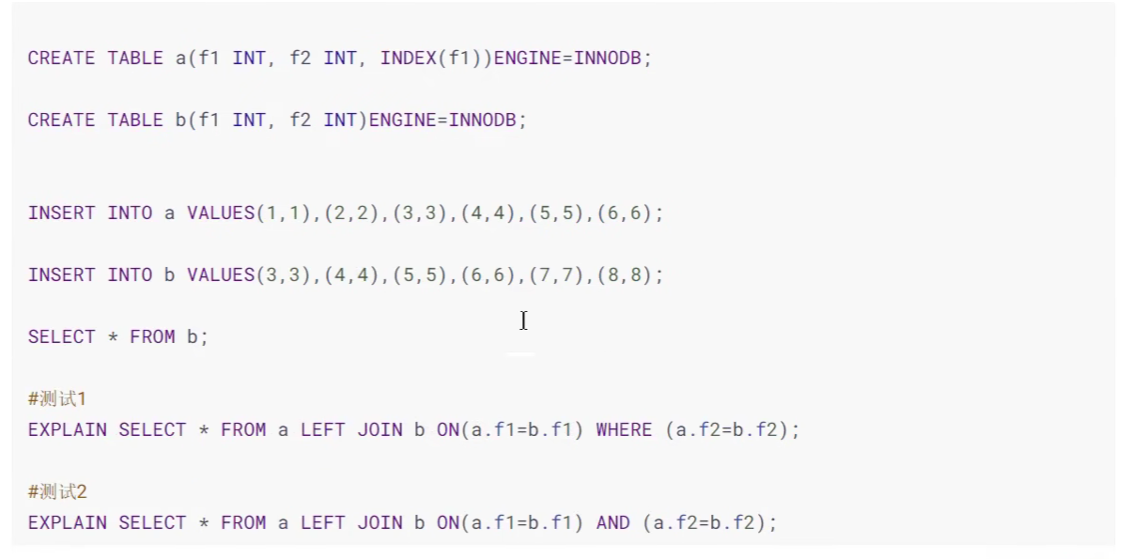 CREATE TABLE a(f1 INT, f2 INT, INDEX(f1))ENGINE=INNODB;
CREATE TABLE b(f1 INT, f2 INT)ENGINE=INNODB;
INSERT INTO a VALUES(1,1),(2,2),(3,3),(4,4),(5,5),(6,6);
INSERT INTO b VALUES(3,3),(4,4),(5,5),(6,6),(7,7),(8,8);
SELECT * FROM b;
#测试1
EXPLAIN SELECT * FROM a LEFT JOIN b ON(a.f1=b.f1) WHERE (a.f2=b.f2);
#测试2
EXPLAIN SELECT * FROM a LEFT JOIN b ON(a.f1=b.f1) AND (a.f2=b.f2);